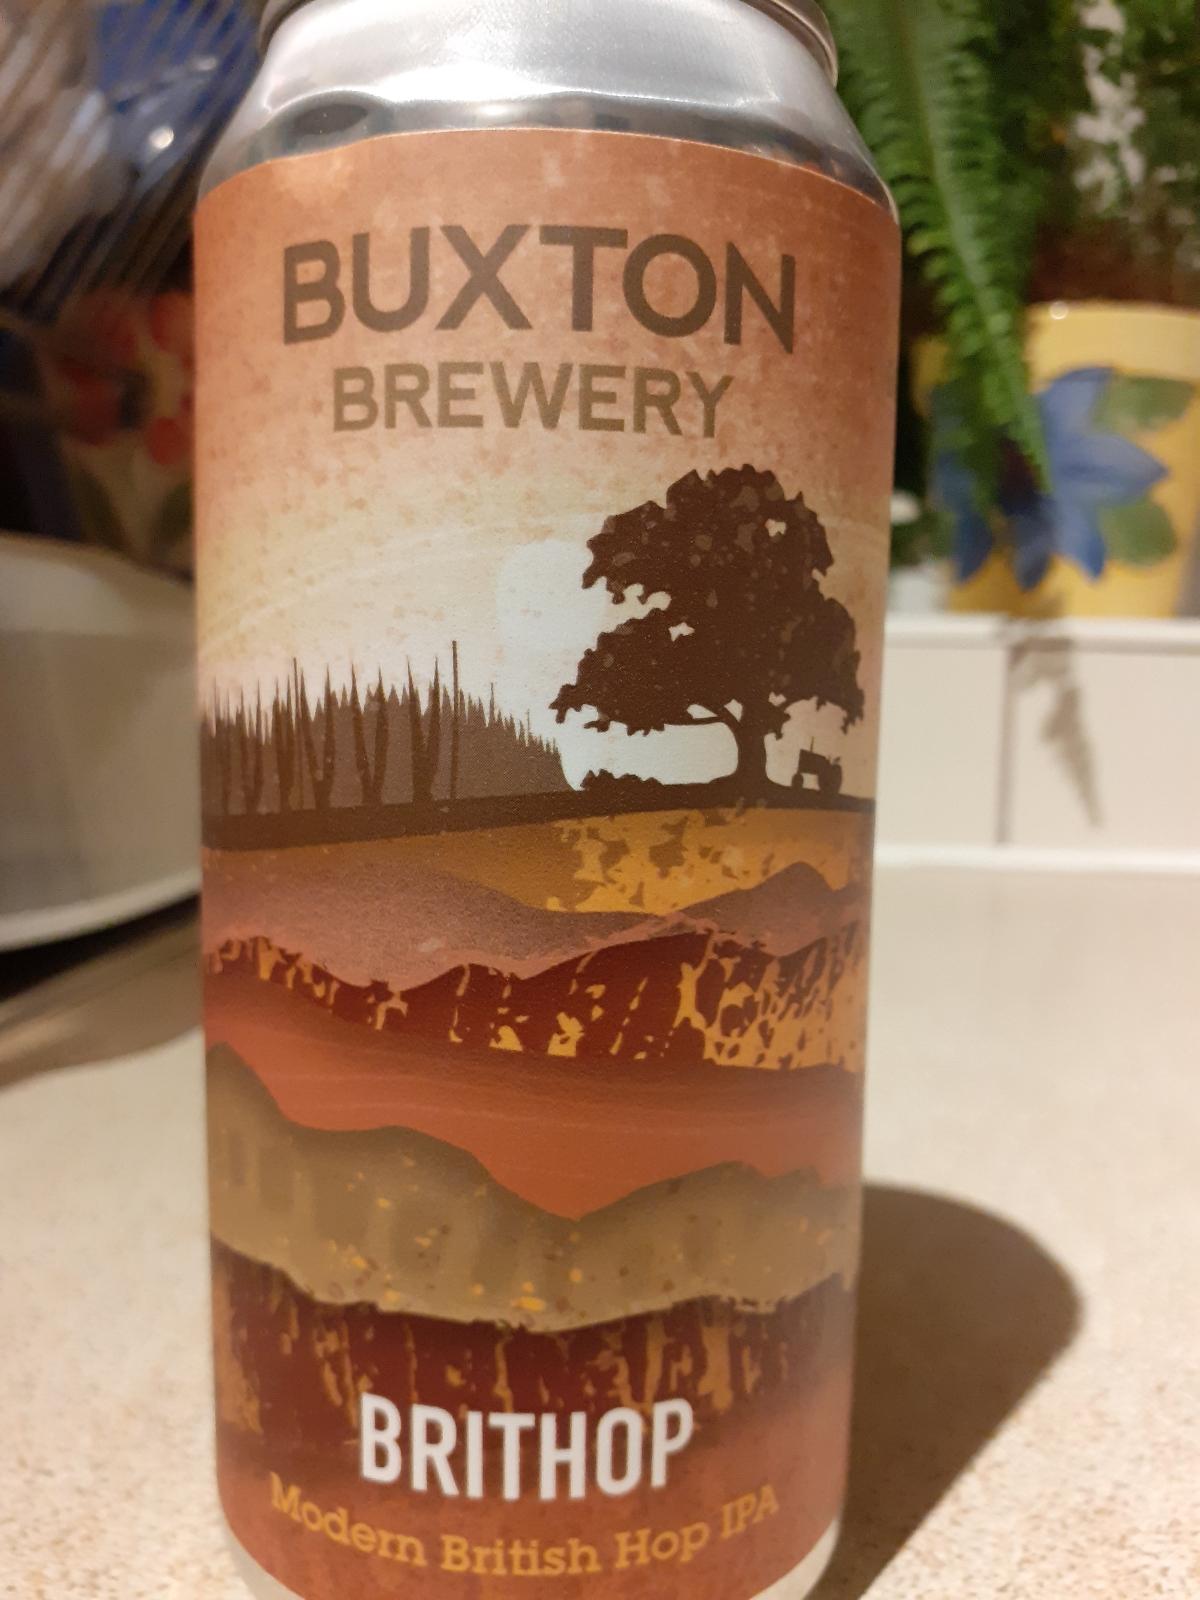 BUXTON
BREWERY
BRITHOP
Modern British Hop IPA